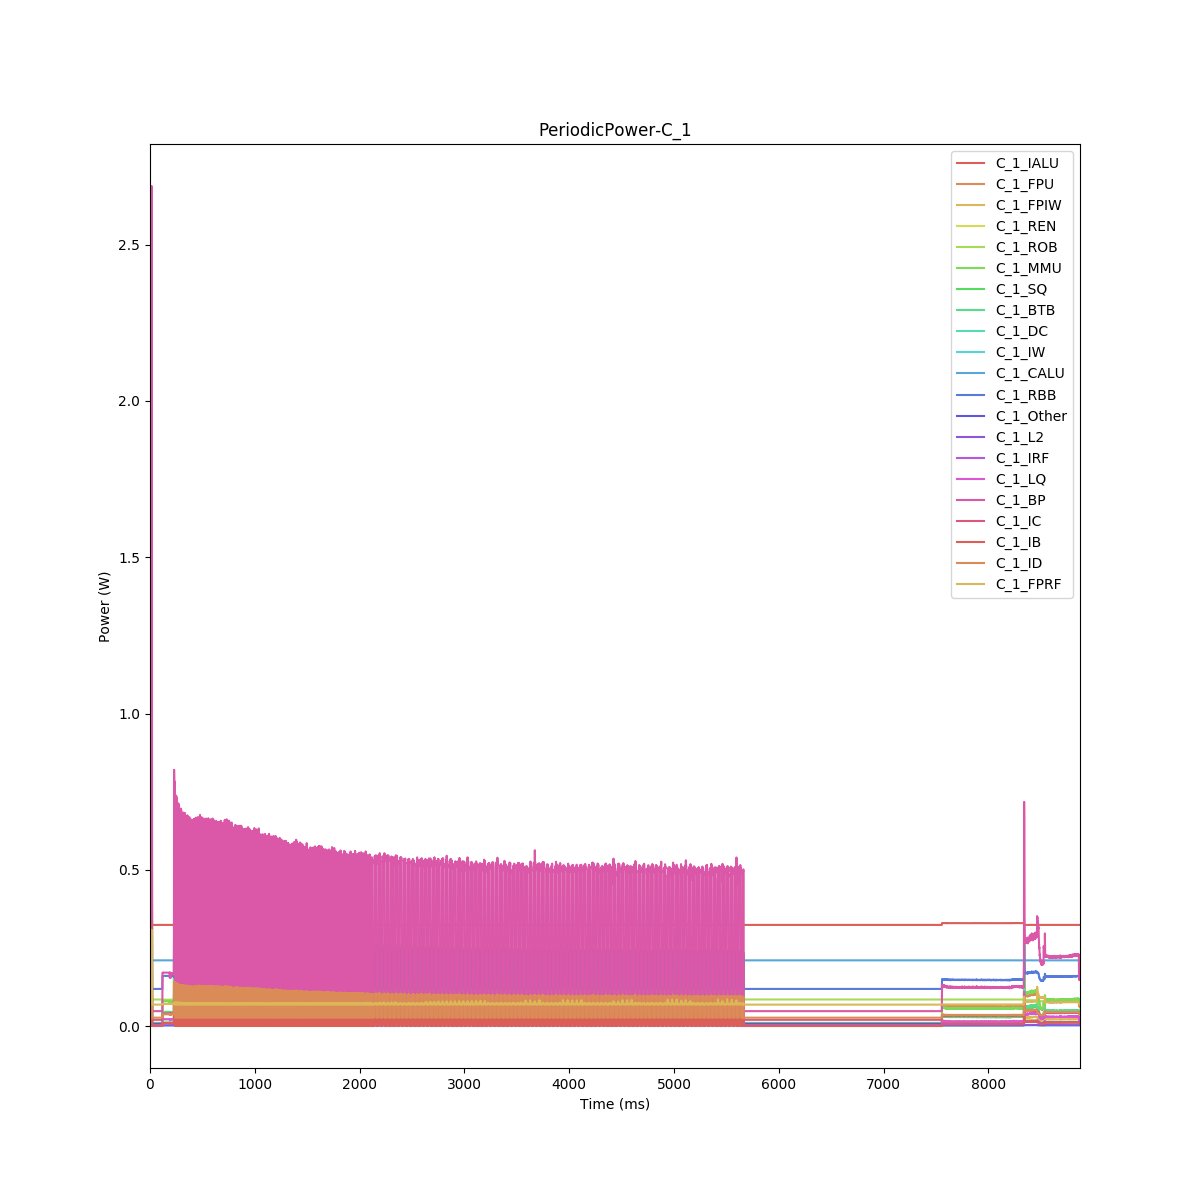 PeriodicPower-C_1
C_1_IALU
C_1_FPU
C_1_FPIW
C_1_REN
C_1_ROB
C_1_MMU
C_1_SQ
C_1_BTB
C_1_DC
C_1_IW
C_1_CALU
C_1_RBB
C_1_Other
C_1_L2
C_1_IRF
C_1_LQ
C_1_BP
C_1_IC
C_1_IB
C_1_ID
C_1_FPRF
2.5
2.0
1.5
1.0
0.5
0.0
Power (W)
0 1000 2000 3000 4000 5000 6000 7000 8000
Time (ms)